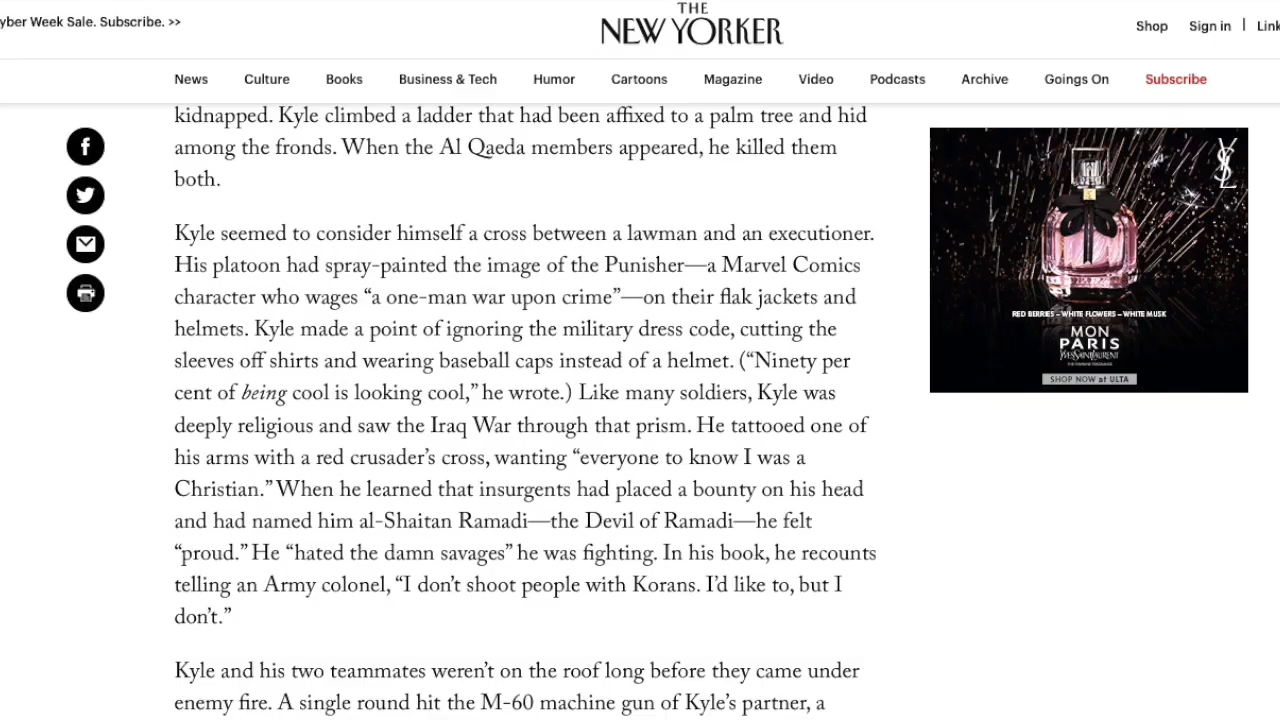 yber Week Sale. Subscribe. >>
THE
NEW YORKER
Shop Sign in | Link
News Culture Books Business & Tech Humor Cartoons Magazine Video Podcasts Archive Goings On Subscribe
kidnapped. Kyle climbed a ladder that had been affixed to a palm tree and hid
among the fronds. When the Al Qaeda members appeared, he killed them
both.
Kyle seemed to consider himself a cross between a lawman and an executioner.
His platoon had spray-painted the image of the Punisher—a Marvel Comics
character who wages “a one-man war upon crime”—on their flak jackets and
helmets. Kyle made a point of ignoring the military dress code, cutting the
sleeves off shirts and wearing baseball caps instead of a helmet. (“Ninety per
cent of being cool is looking cool,” he wrote.) Like many soldiers, Kyle was
deeply religious and saw the Iraq War through that prism. He tattooed one of
his arms with a red crusader’s cross, wanting “everyone to know I was a
Christian.” When he learned that insurgents had placed a bounty on his head
and had named him al-Shaitan Ramadi—the Devil of Ramadi—he felt
“proud.” He “hated the damn savages” he was fighting. In his book, he recounts
telling an Army colonel, “I don’t shoot people with Korans. I’d like to, but I
don’t.”
Kyle and his two teammates weren’t on the roof long before they came under
enemy fire. A single round hit the M-60 machine gun of Kyle’s partner, a
YSL
RED BERRIES – WHITE FLOWERS – WHITE MUSK
MON
PARIS
YVES SAINT LAURENT
SHOP NOW at ULTA